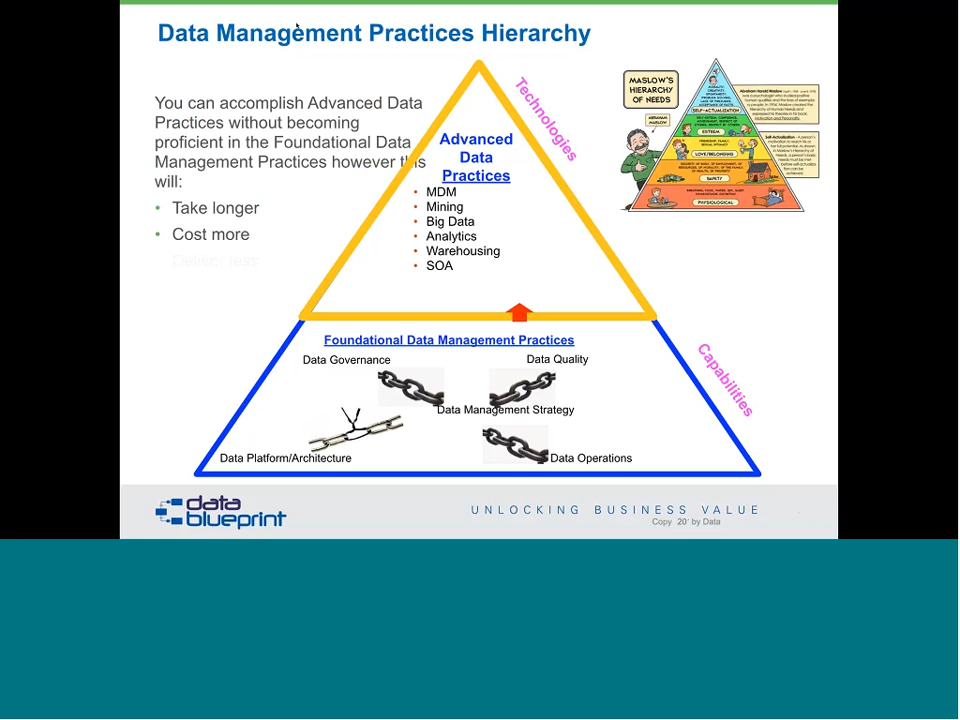 Data Management Practices Hierarchy
You can accomplish Advanced Data
Practices without becoming
proficient in the Foundational Data
Management Practices however this
will:
• Take longer
• Cost more
Deliver less
Technologies
Advanced
Data
Practices
• MDM
• Mining
• Big Data
• Analytics
• Warehousing
• SOA
MASLOW'S
HIERARCHY
OF NEEDS
ABRAHAM
MASLOW
SELF-ACTUALIZATION
ESTEEM
LOVE/BELONGING
SAFETY
PHYSIOLOGICAL
Foundational Data Management Practices
Data Governance
Data Quality
Data Management Strategy
Data Platform/Architecture
Data Operations
Capabilities
data
blueprint
UNLOCKING BUSINESS VALUE
Copy 20' by Data